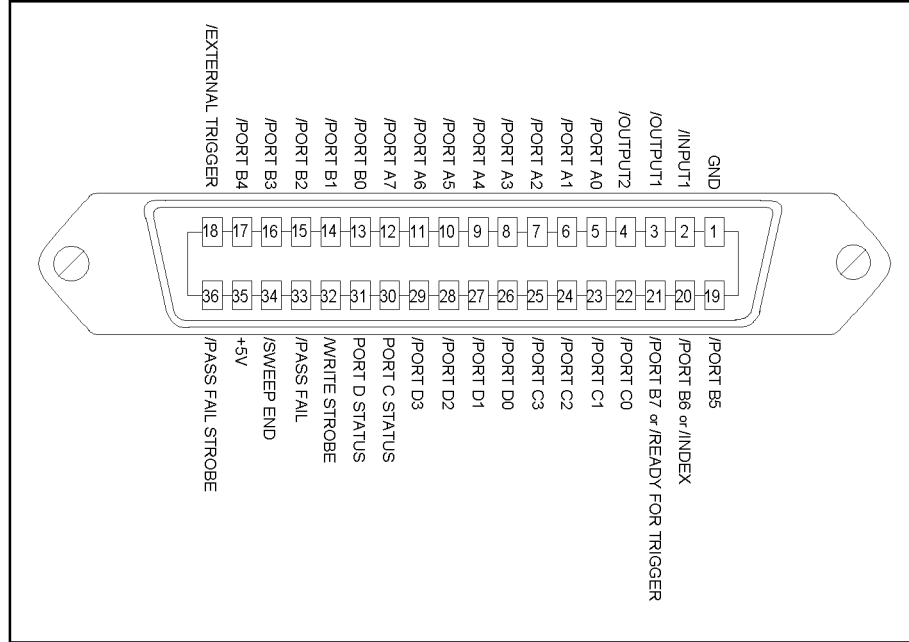 /EXTERNAL TRIGGER
/PORT B4
/PORT B3
/PORT B2
/PORT B1
/PORT B0
/PORT A7
/PORT A6
/PORT A5
/PORT A4
/PORT A3
/PORT A2
/PORT A1
/PORT A0
/OUTPUT2
/OUTPUT1
/INPUT1
GND
18 17 16 15 14 13 12 11 10 9 8 7 6 5 4 3 2 1
36 35 34 33 32 31 30 29 28 27 26 25 24 23 22 21 20 19
/PASS FAIL STROBE
+5V
/SWEEP END
/PASS FAIL
/WRITE STROBE
PORT D STATUS
PORT C STATUS
/PORT D3
/PORT D2
/PORT D1
/PORT D0
/PORT C3
/PORT C2
/PORT C1
/PORT C0
/PORT B7 or /READY FOR TRIGGER
/PORT B6 or /INDEX
/PORT B5